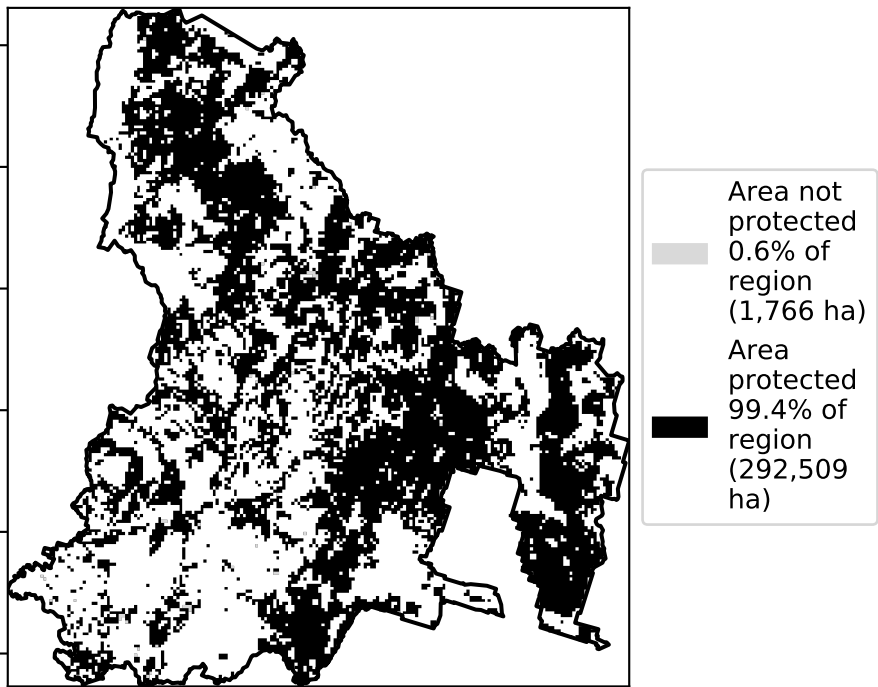 Area not
protected
0.6% of
region
(1,766 ha)
Area
protected
99.4% of
region
(292,509
ha)